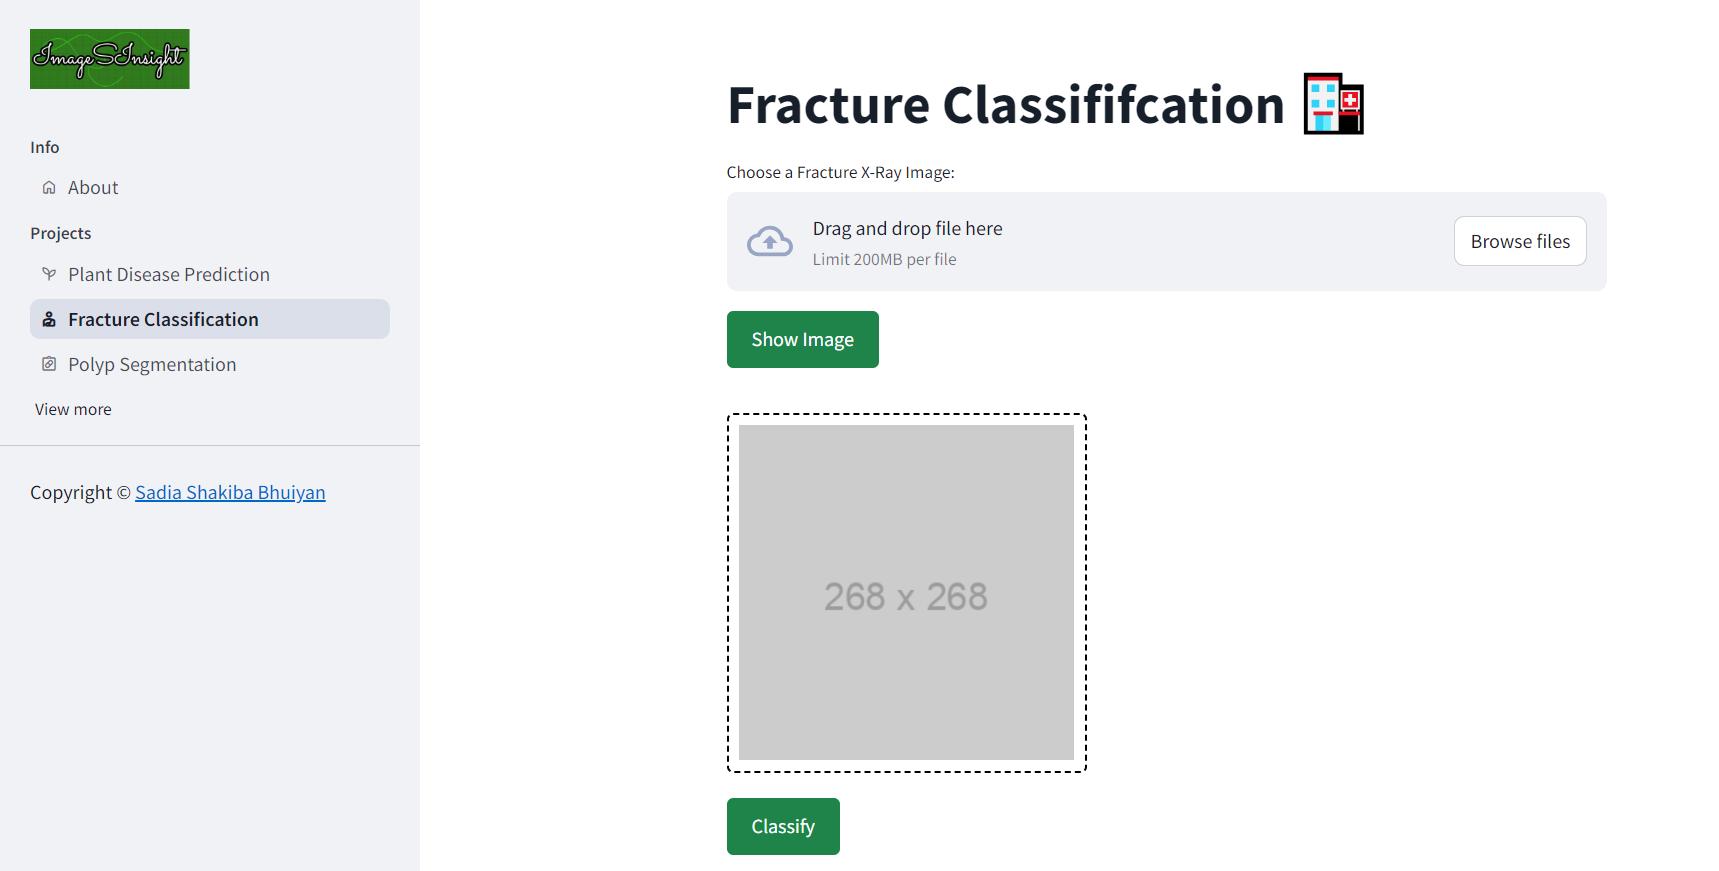 ImageSInsight
Info
About
Projects
Plant Disease Prediction
Fracture Classification
Polyp Segmentation
View more
Copyright © Sadia Shakiba Bhuiyan
Fracture Classififcation
Choose a Fracture X-Ray Image:
Drag and drop file here
Limit 200MB per file
Browse files
Show Image
268 x 268
Classify